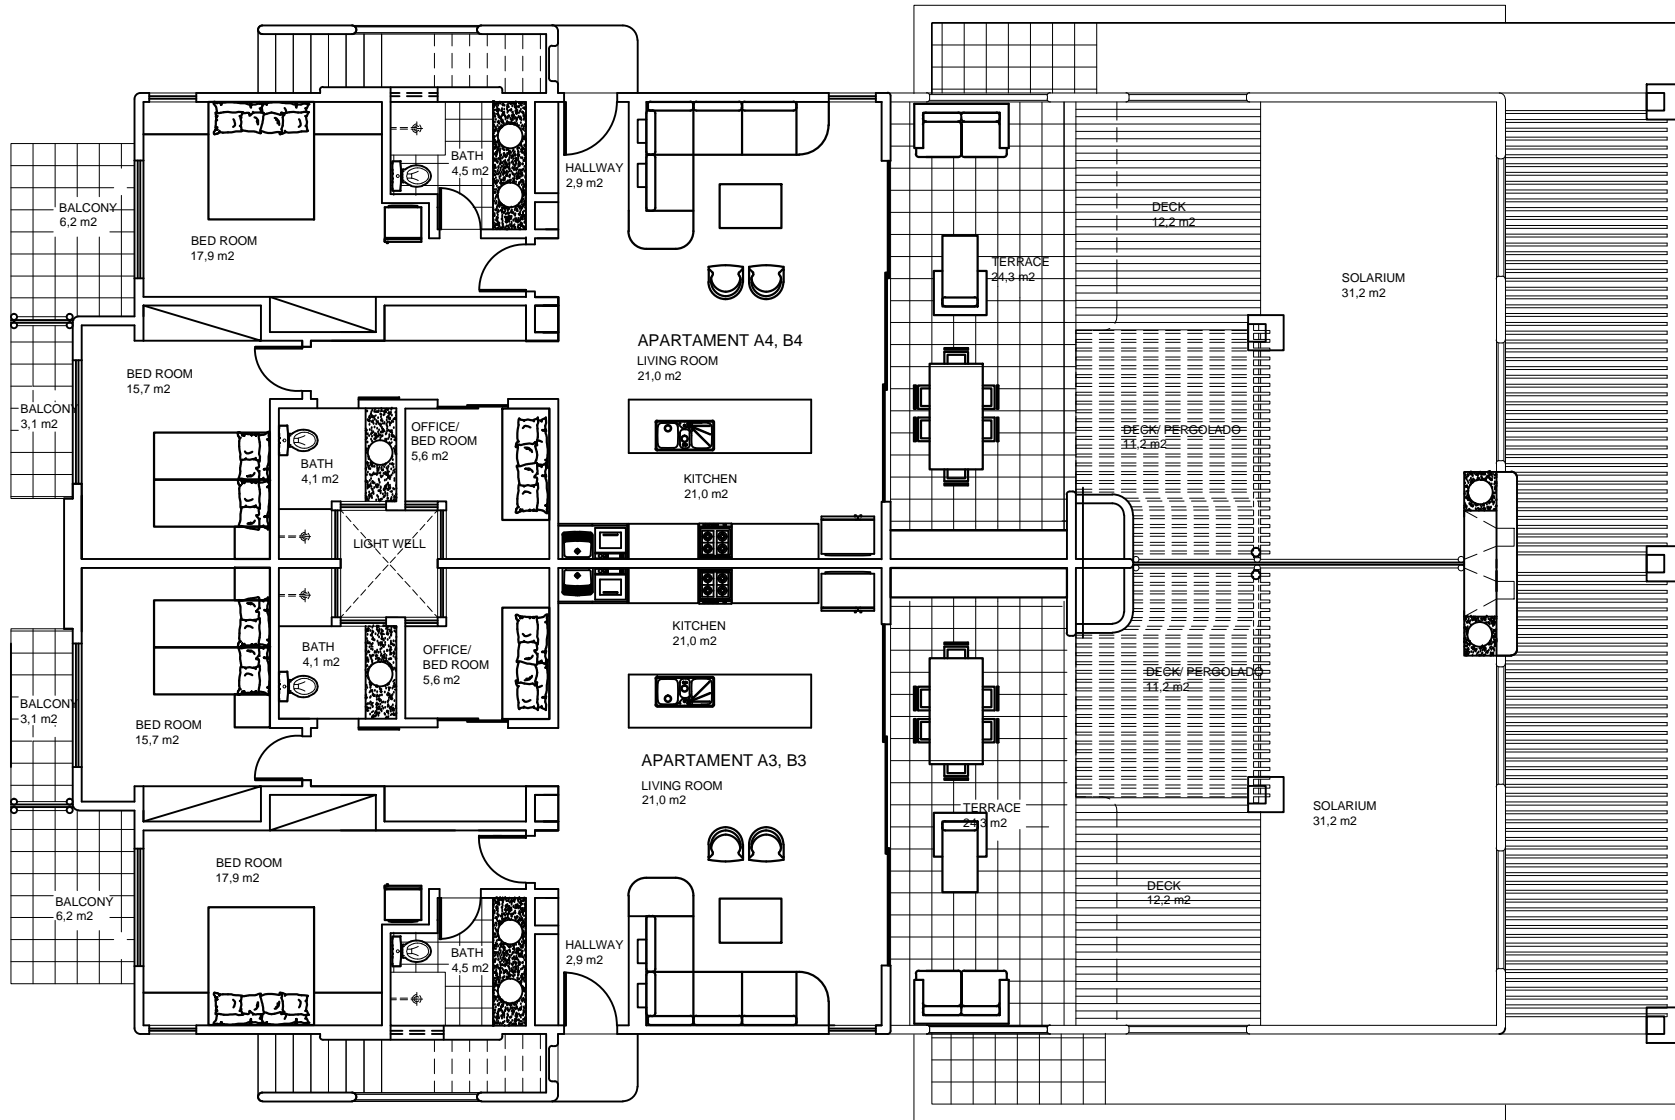 BATH
4,5 m2
HALLWAY
2,9 m2
BALCONY
6,2 m2
BED ROOM
17,9 m2
DECK
12,2 m2
TERRACE
24,3 m2
SOLARIUM
31,2 m2
APARTAMENT A4, B4
LIVING ROOM
21,0 m2
BED ROOM
15,7 m2
BALCONY
3,1 m2
OFFICE/
BED ROOM
5,6 m2
DECK/ PERGOLADO
11,2 m2
BATH
4,1 m2
KITCHEN
21,0 m2
LIGHT WELL
KITCHEN
21,0 m2
BATH
4,1 m2
OFFICE/
BED ROOM
5,6 m2
DECK/ PERGOLADO
11,2 m2
BALCONY
3,1 m2
BED ROOM
15,7 m2
APARTAMENT A3, B3
LIVING ROOM
21,0 m2
TERRACE
24,3 m2
SOLARIUM
31,2 m2
BED ROOM
17,9 m2
DECK
12,2 m2
BALCONY
6,2 m2
BATH
4,5 m2
HALLWAY
2,9 m2